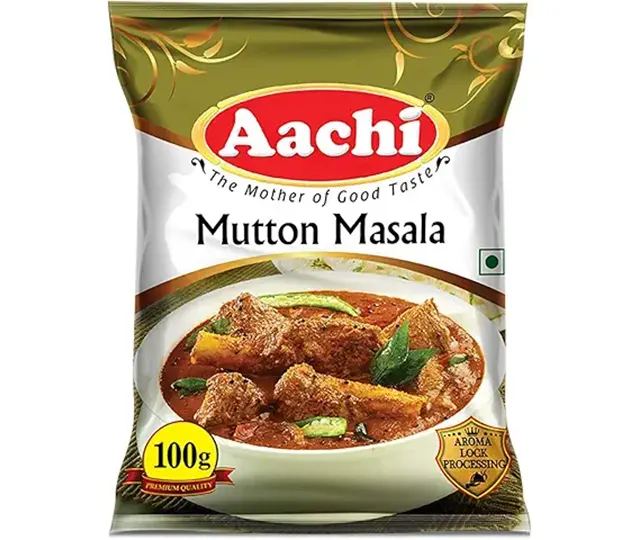 Aachi®
The Mother of Good Taste
Mutton Masala
100g
PREMIUM QUALITY
AROMA
LOCK
PROCESSING